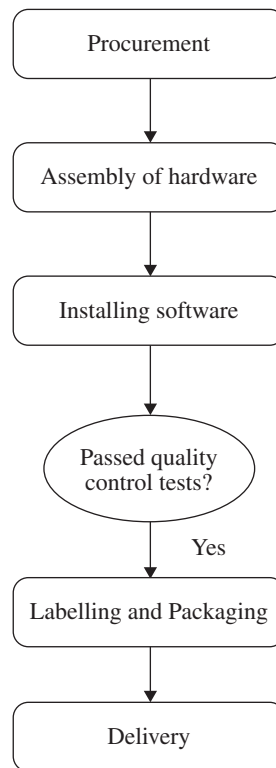 Procurement
Assembly of hardware
Installing software
Passed quality
control tests?
Yes
Labelling and Packaging
Delivery